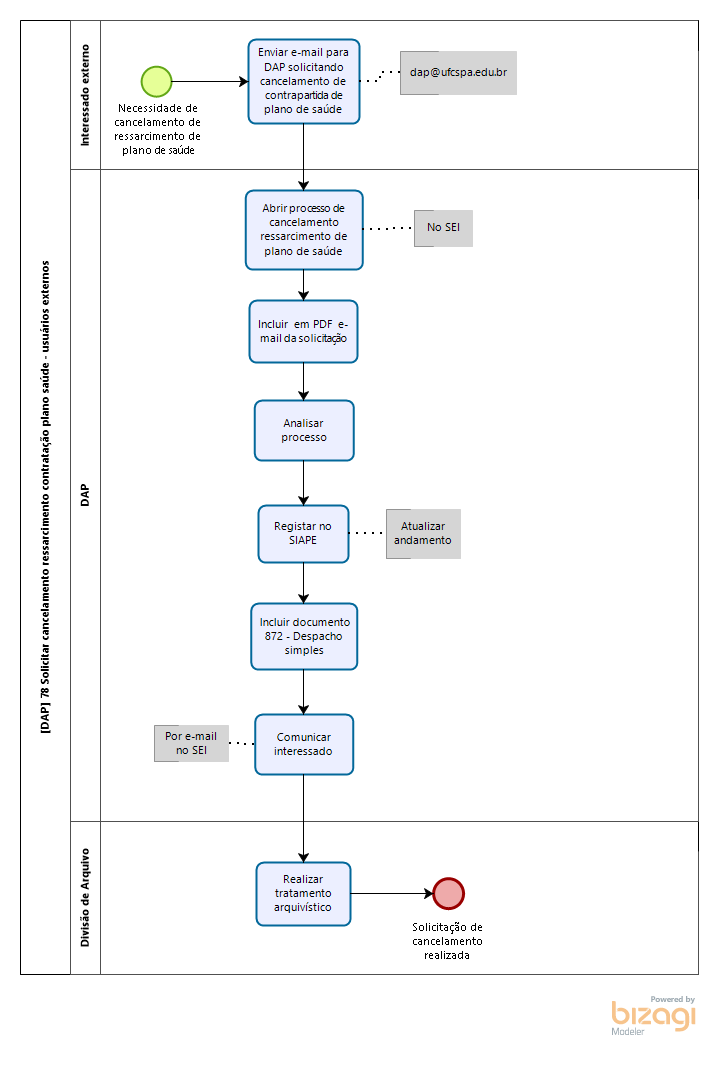 [DAP] 78 Solicitar cancelamento ressarcimento contratação plano saúde - usuários externos
Interessado externo
Necessidade de
cancelamento de
ressarcimento de
plano de saúde
Enviar e-mail para
DAP solicitando
cancelamento de
contrapartida de
plano de saúde
dap@ufcspa.edu.br
DAP
Abrir processo de
cancelamento
ressarcimento de
plano de saúde
No SEI
Incluir em PDF e-
mail da solicitação
Analisar
processo
Registar no
SIAPE
Atualizar
andamento
Incluir documento
872 - Despacho
simples
Por e-mail
no SEI
Comunicar
interessado
Divisão de Arquivo
Realizar
tratamento
arquivístico
Solicitação de
cancelamento
realizada
Powered by
bizagi
Modeler